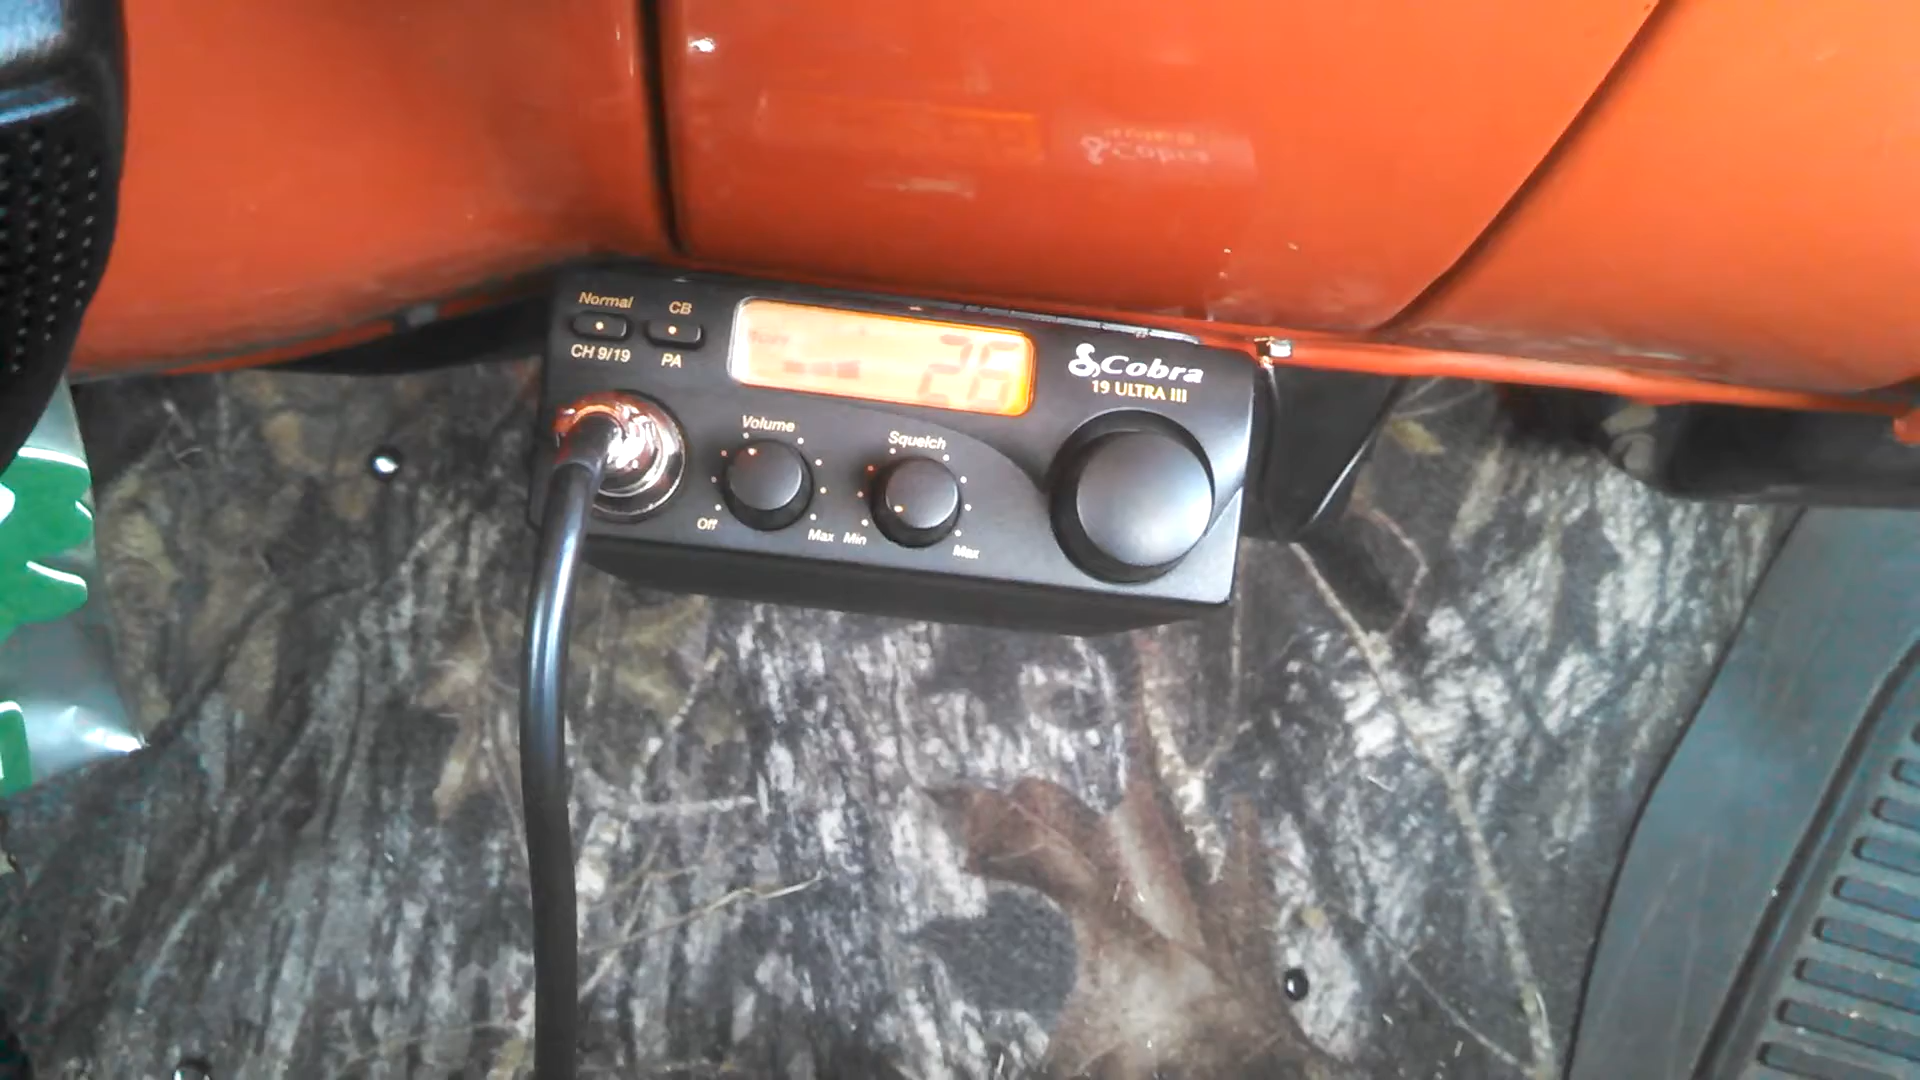 Normal
CB
CH 9/19
PA
26
Cobra
19 ULTRA III
Volume
Squelch
Off
Max
Min
Max